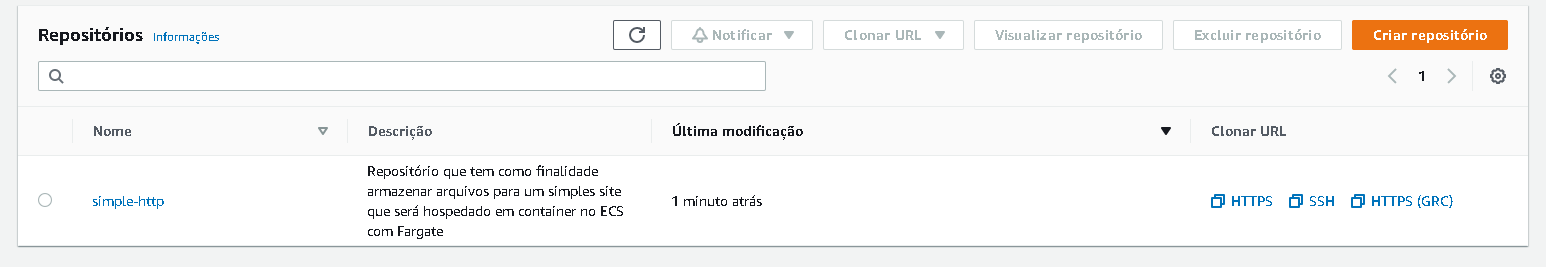 Repositórios Informações Notificar Clonar URL Visualizar repositório Excluir repositório Criar repositório
1
Nome Descrição Última modificação Clonar URL
simple-http
Repositório que tem como finalidade
armazenar arquivos para um simples site
que será hospedado em container no ECS
com Fargate
1 minuto atrás
HTTPS SSH HTTPS (GRC)